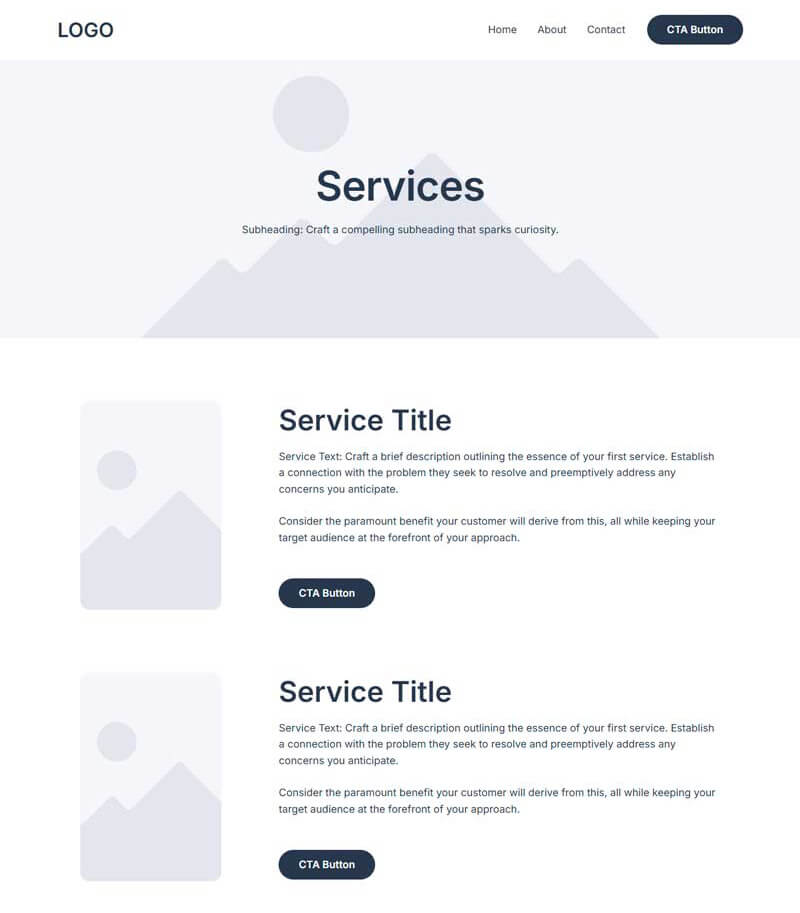 LOGO
Home About Contact CTA Button
Services
Subheading: Craft a compelling subheading that sparks curiosity.
Service Title
Service Text: Craft a brief description outlining the essence of your first service. Establish
a connection with the problem they seek to resolve and preemptively address any
concerns you anticipate.
Consider the paramount benefit your customer will derive from this, all while keeping your
target audience at the forefront of your approach.
CTA Button
Service Title
Service Text: Craft a brief description outlining the essence of your first service. Establish
a connection with the problem they seek to resolve and preemptively address any
concerns you anticipate.
Consider the paramount benefit your customer will derive from this, all while keeping your
target audience at the forefront of your approach.
CTA Button